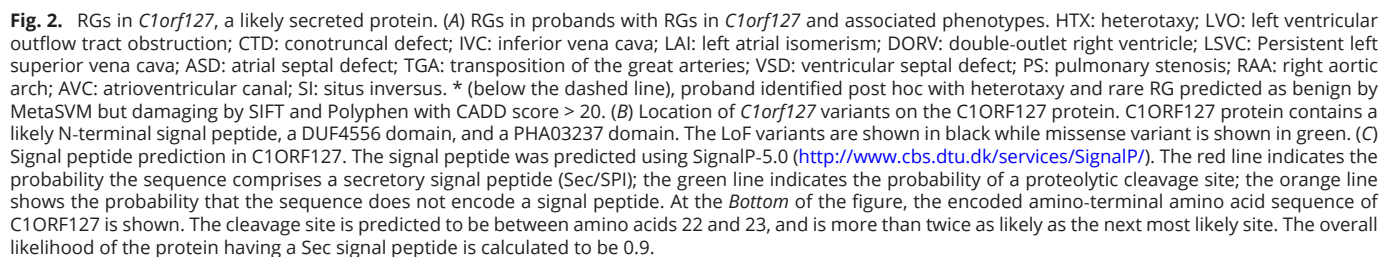 Fig. 2. RGs in C1orf127, a likely secreted protein. (A) RGs in probands with RGs in C1orf127 and associated phenotypes. HTX: heterotaxy; LVO: left ventricular
outflow tract obstruction; CTD: conotruncal defect; IVC: inferior vena cava; LAI: left atrial isomerism; DORV: double-outlet right ventricle; LSVC: Persistent left
superior vena cava; ASD: atrial septal defect; TGA: transposition of the great arteries; VSD: ventricular septal defect; PS: pulmonary stenosis; RAA: right aortic
arch; AVC: atrioventricular canal; SI: situs inversus. * (below the dashed line), proband identified post hoc with heterotaxy and rare RG predicted as benign by
MetaSVM but damaging by SIFT and Polyphen with CADD score > 20. (B) Location of C1orf127 variants on the C1ORF127 protein. C1ORF127 protein contains a
likely N-terminal signal peptide, a DUF4556 domain, and a PHA03237 domain. The LoF variants are shown in black while missense variant is shown in green. (C)
Signal peptide prediction in C1ORF127. The signal peptide was predicted using SignalP-5.0 (http://www.cbs.dtu.dk/services/SignalP/). The red line indicates the
probability the sequence comprises a secretory signal peptide (Sec/SPI); the green line indicates the probability of a proteolytic cleavage site; the orange line
shows the probability that the sequence does not encode a signal peptide. At the Bottom of the figure, the encoded amino-terminal amino acid sequence of
C1ORF127 is shown. The cleavage site is predicted to be between amino acids 22 and 23, and is more than twice as likely as the next most likely site. The overall
likelihood of the protein having a Sec signal peptide is calculated to be 0.9.